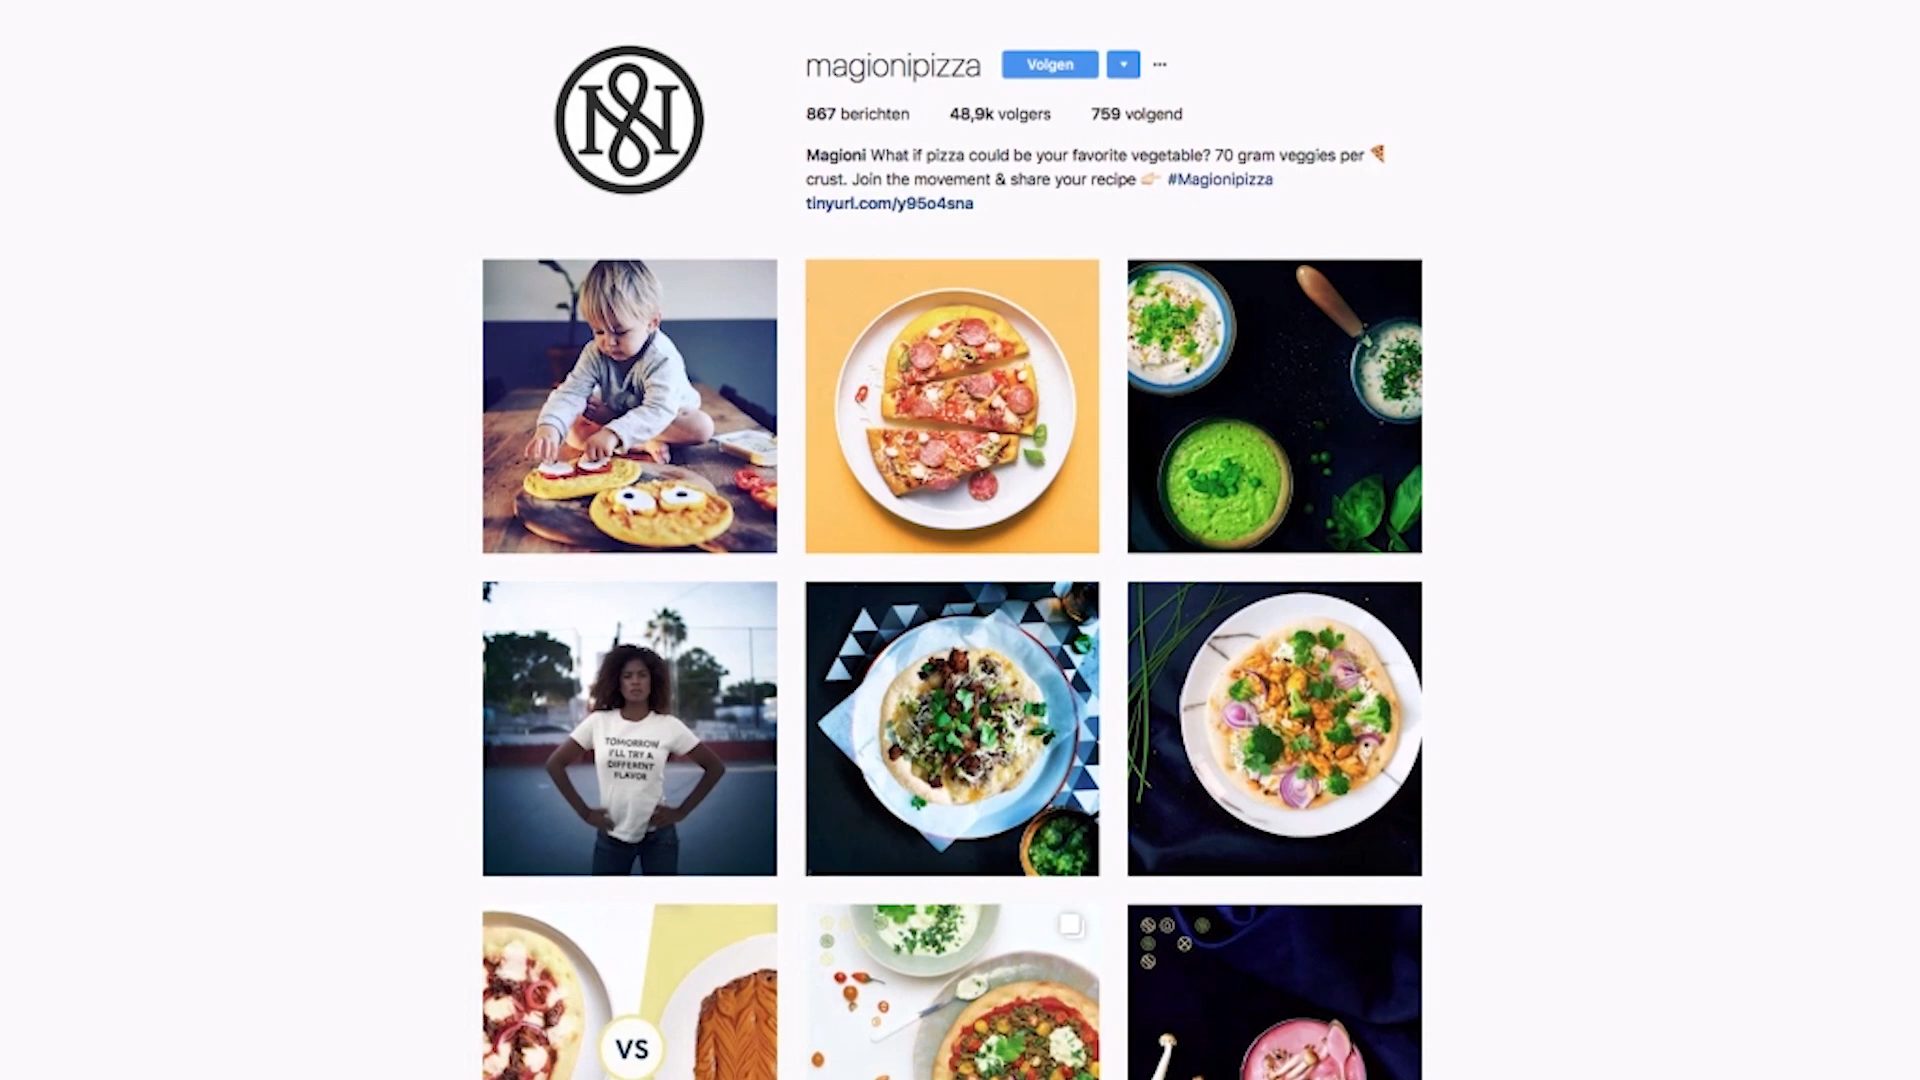 magionipizza Volgen ...
867 berichten 48,9k volgers 759 volgend
Magioni What if pizza could be your favorite vegetable? 70 gram veggies per 🍕
crust. Join the movement & share your recipe 👉🏻 #Magionipizza
tinyurl.com/y95o4sna
TOMORROW
I'LL TRY A
DIFFERENT
FLAVOR
VS